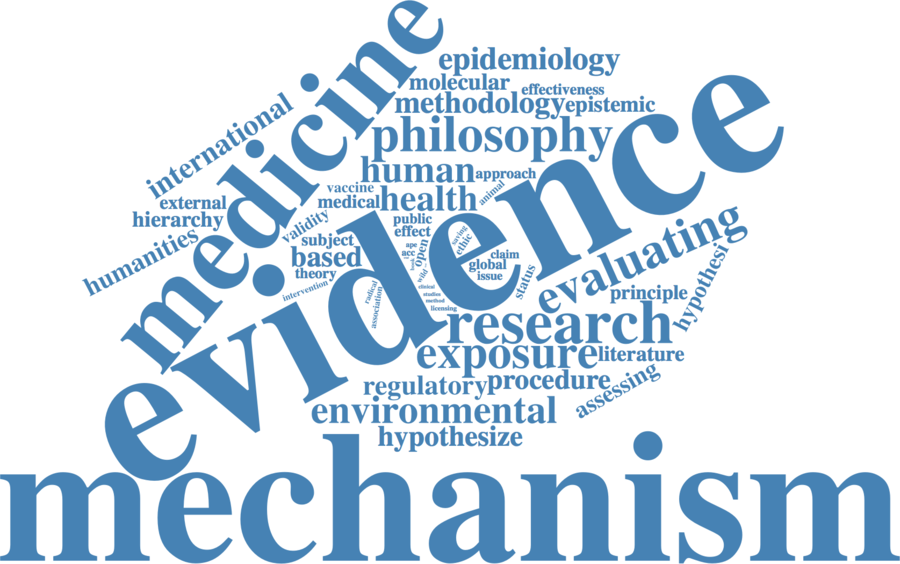 medicine
epidemiology
molecular
effectiveness
methodology
epistemic
international
philosophy
human
approach
external
vaccine
animal
hierarchy
medical
health
validity
public
effect
humanities
subject
based
theory
ape
acc
open
saving
ethic
claim
global
issue
status
wild
evidence
evaluating
hypothesi
intervention
radical
association
clinical
studies
method
licensing
principle
research
exposure
literature
regulatory
procedure
assessing
environmental
hypothesize
mechanism